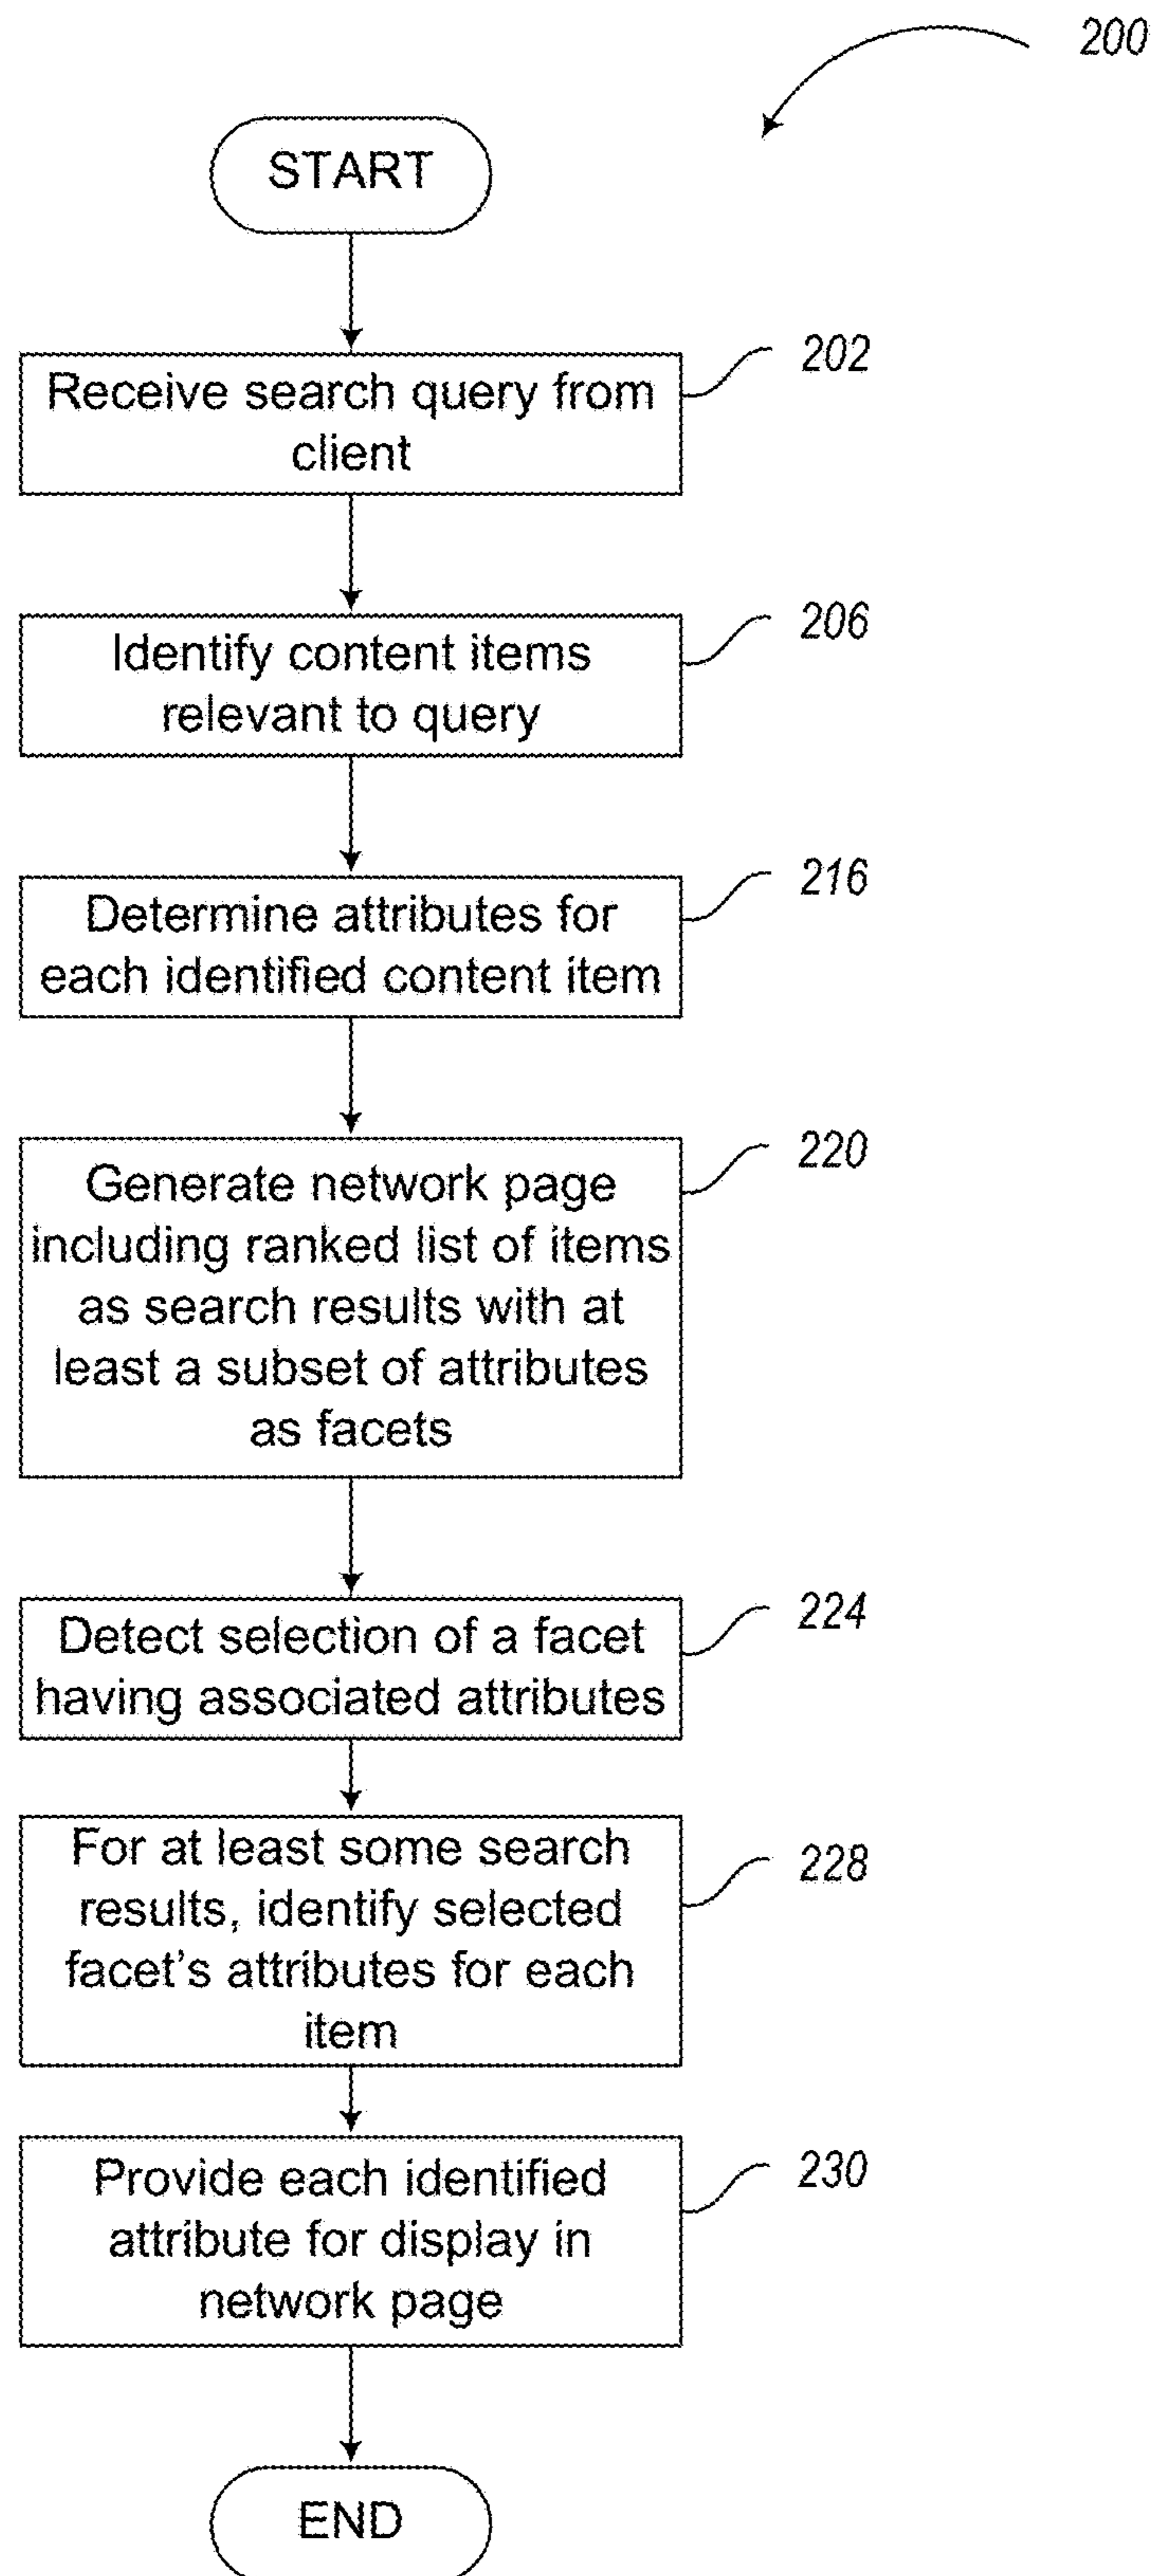 200
START
202
Receive search query from
client
206
Identify content items
relevant to query
216
Determine attributes for
each identified content item
220
Generate network page
including ranked list of items
as search results with at
least a subset of attributes
as facets
224
Detect selection of a facet
having associated attributes
228
For at least some search
results, identify selected
facet's attributes for each
item
230
Provide each identified
attribute for display in
network page
END